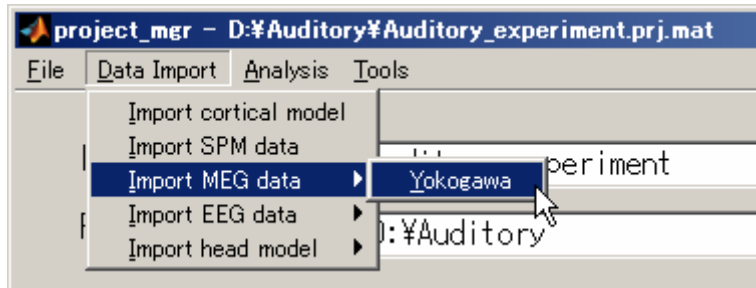 project_mgr - D:¥Auditory¥Auditory_experiment.prj.mat
File Data Import Analysis Tools
Import cortical model
Import SPM data
Import MEG data Yokogawa
Import EEG data
Import head model
periment
D:¥Auditory